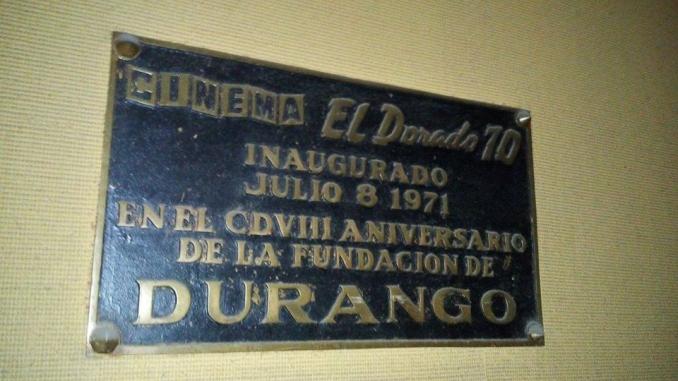 CINEMA El Dorado 70
INAUGURADO
JULIO 8 1971
EN EL CDVIII ANIVERSARIO
DE LA FUNDACION DE
DURANGO